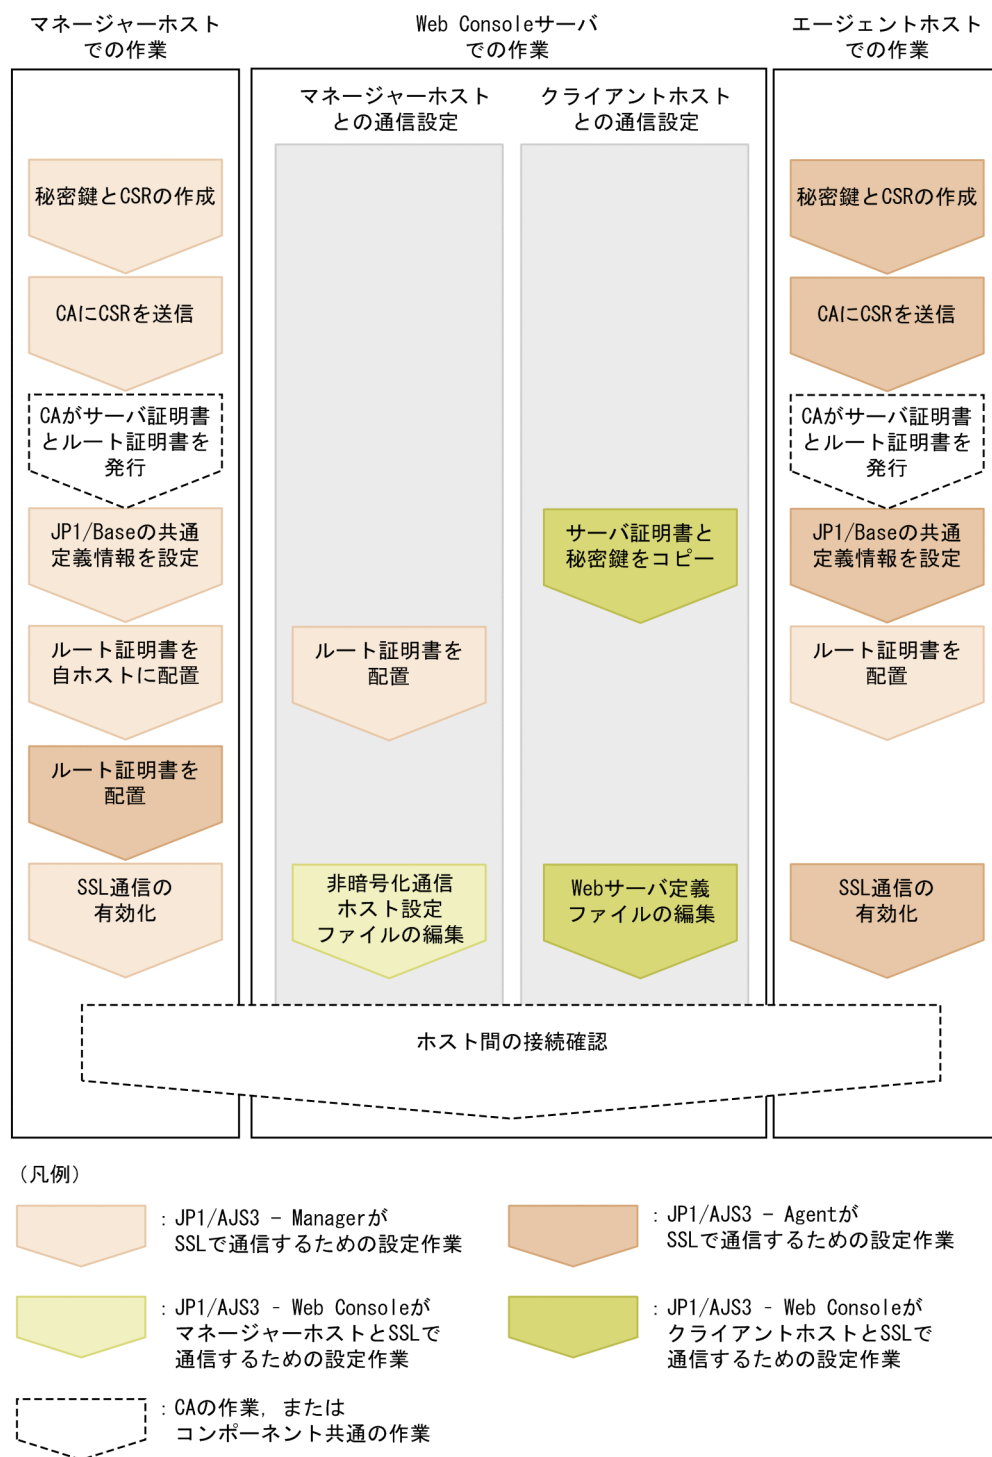 マネージャーホスト
での作業
Web Consoleサーバ
での作業
エージェントホスト
での作業
マネージャーホスト
との通信設定
クライアントホスト
との通信設定
秘密鍵とCSRの作成
秘密鍵とCSRの作成
CAにCSRを送信
CAにCSRを送信
CAがサーバ証明書
とルート証明書を
発行
CAがサーバ証明書
とルート証明書を
発行
JP1/Baseの共通
定義情報を設定
サーバ証明書と
秘密鍵をコピー
JP1/Baseの共通
定義情報を設定
ルート証明書を
自ホストに配置
ルート証明書を
配置
ルート証明書を
配置
ルート証明書を
配置
SSL通信の
有効化
非暗号化通信
ホスト設定
ファイルの編集
Webサーバ定義
ファイルの編集
SSL通信の
有効化
ホスト間の接続確認
（凡例）
：JP1/AJS3 − Managerが
SSLで通信するための設定作業
：JP1/AJS3 − Agentが
SSLで通信するための設定作業
：JP1/AJS3 - Web Consoleが
マネージャーホストとSSLで
通信するための設定作業
：JP1/AJS3 - Web Consoleが
クライアントホストとSSLで
通信するための設定作業
：CAの作業，または
コンポーネント共通の作業